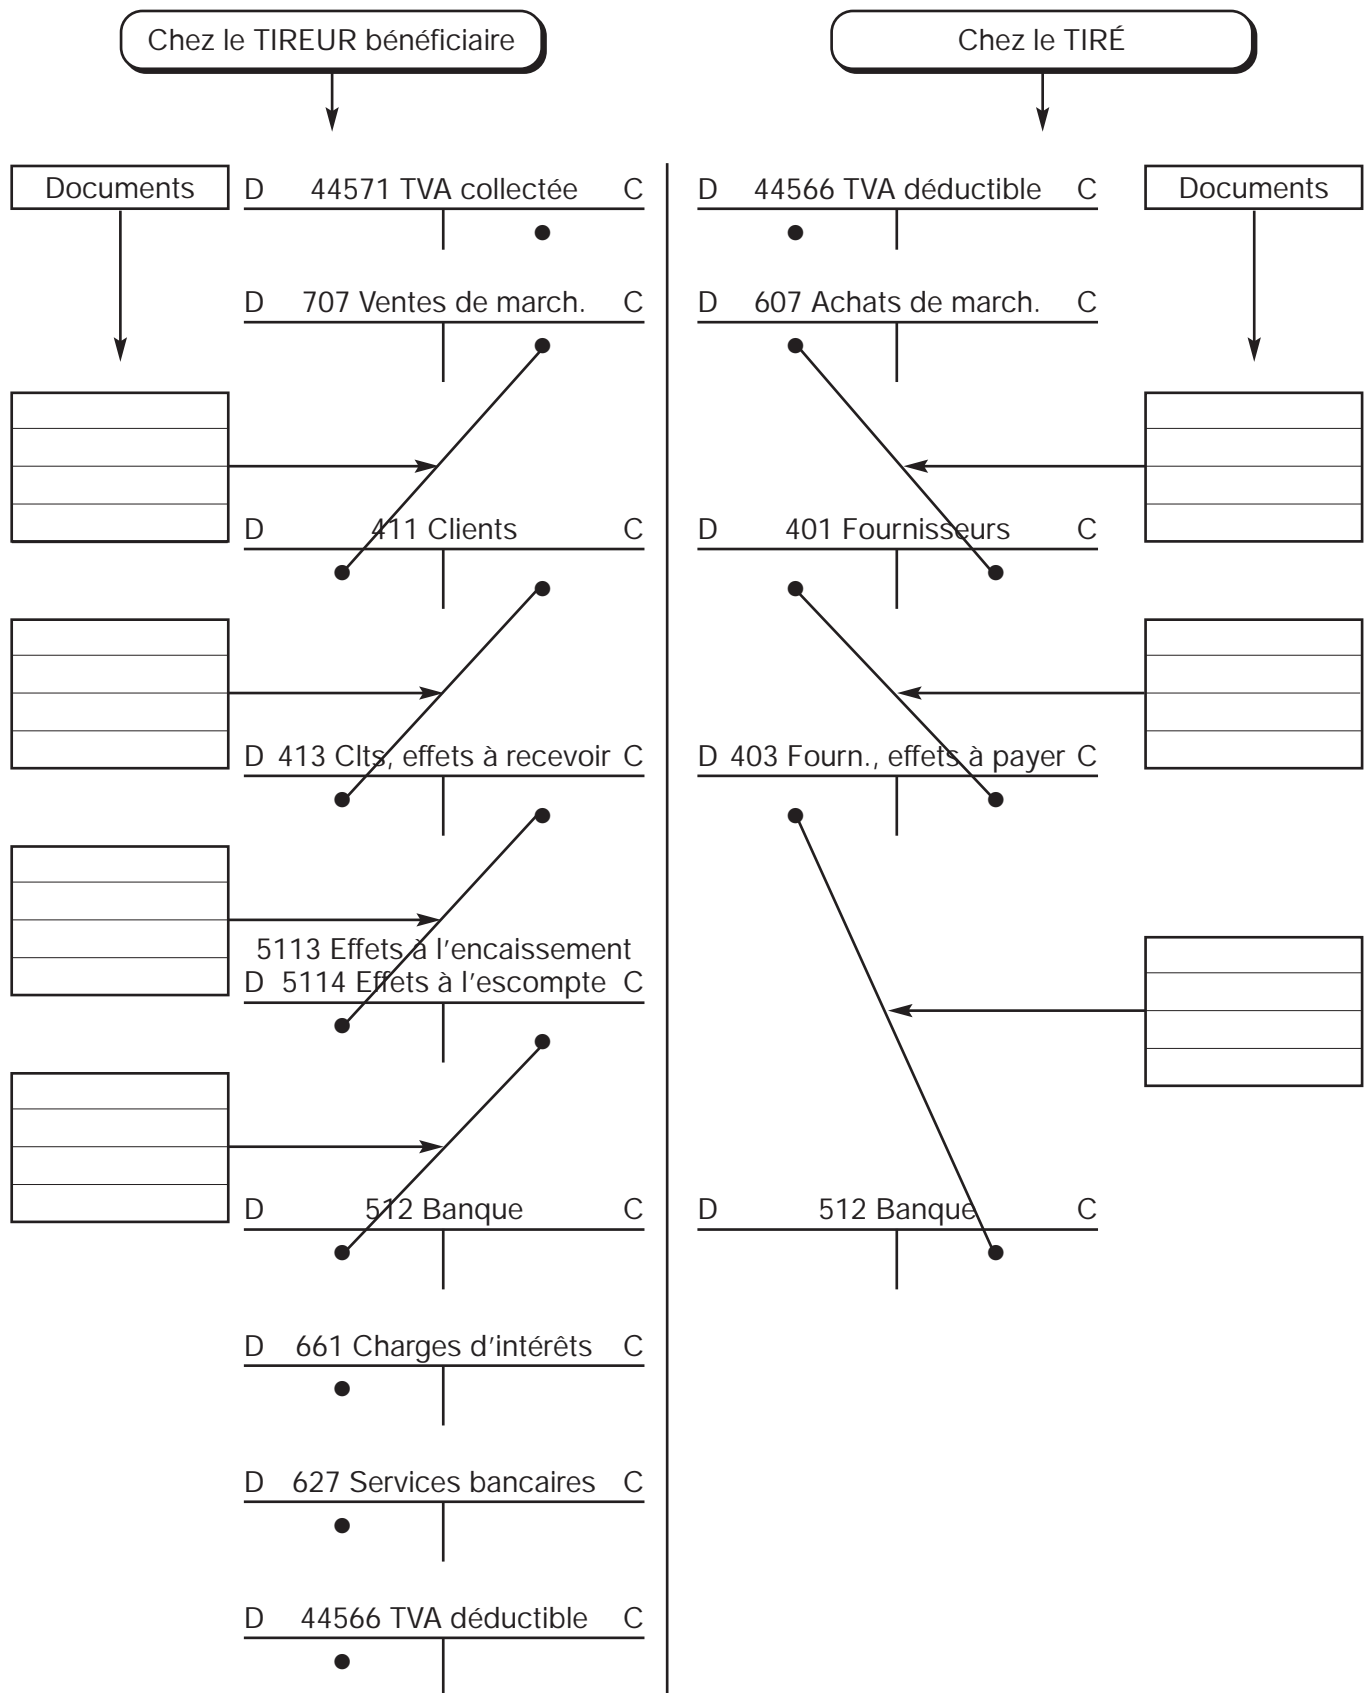 Chez le TIREUR bénéficiaire
Chez le TIRÉ
Documents
D 44571 TVA collectée C
D 44566 TVA déductible C
Documents
D 707 Ventes de march. C
D 607 Achats de march. C
D 411 Clients C
D 401 Fournisseurs C
D 413 Clts, effets à recevoir C
D 403 Fourn., effets à payer C
5113 Effets à l'encaissement
D 5114 Effets à l'escompte C
D 512 Banque C
D 512 Banque C
D 661 Charges d'intérêts C
D 627 Services bancaires C
D 44566 TVA déductible C